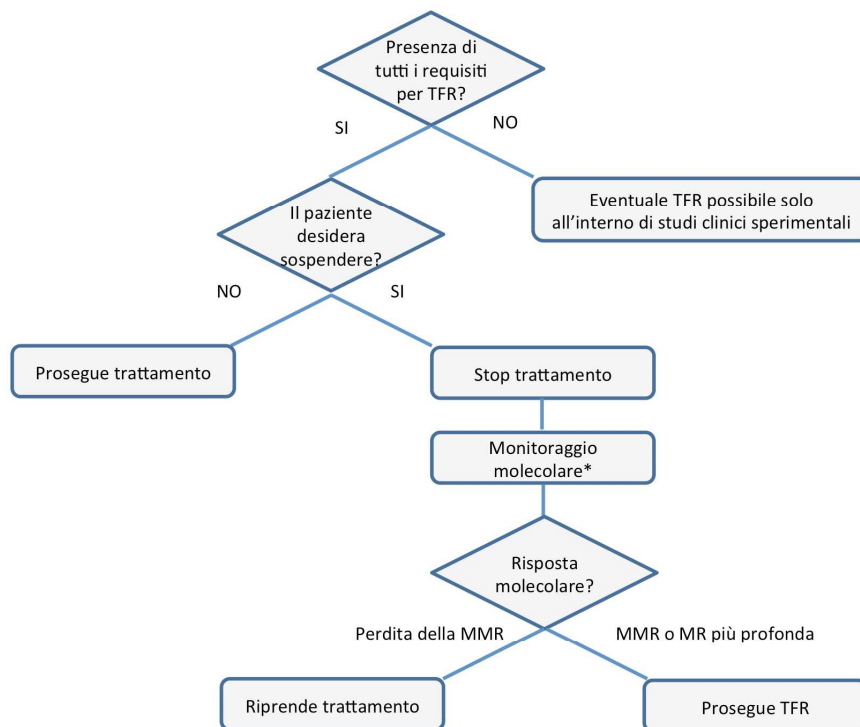 Presenza di
tutti i requisiti
per TFR?
SI
NO
Eventuale TFR possibile solo
all'interno di studi clinici sperimentali
Il paziente
desidera
sospendere?
NO
SI
Prosegue trattamento
Stop trattamento
Monitoraggio
molecolare*
Risposta
molecolare?
Perdita della MMR
MMR o MR più profonda
Riprende trattamento
Prosegue TFR